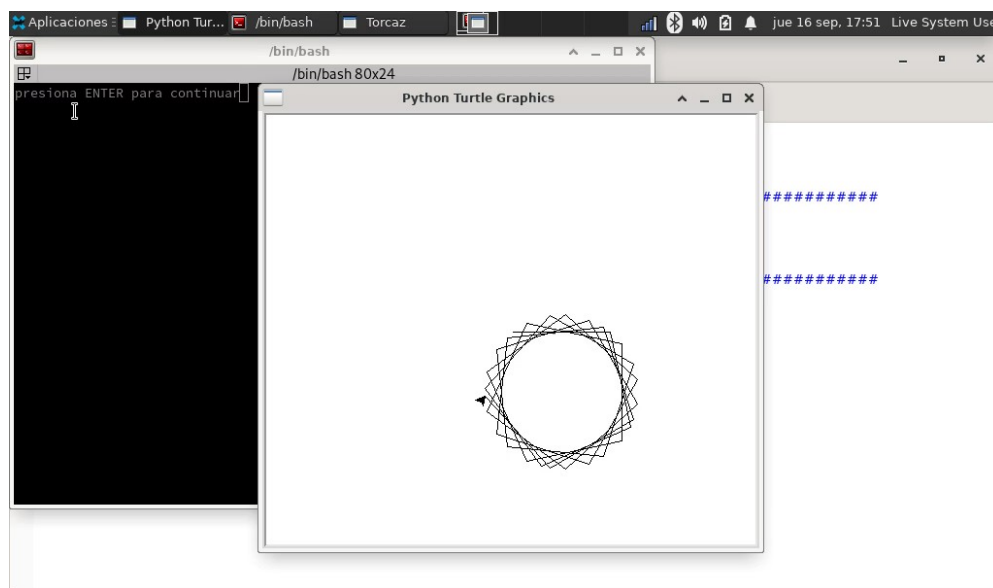 Aplicaciones Python Tur... /bin/bash Torcaz jue 16 sep, 17:51 Live System Use
/bin/bash
/bin/bash 80x24
presiona ENTER para continuar
Python Turtle Graphics
###########
###########